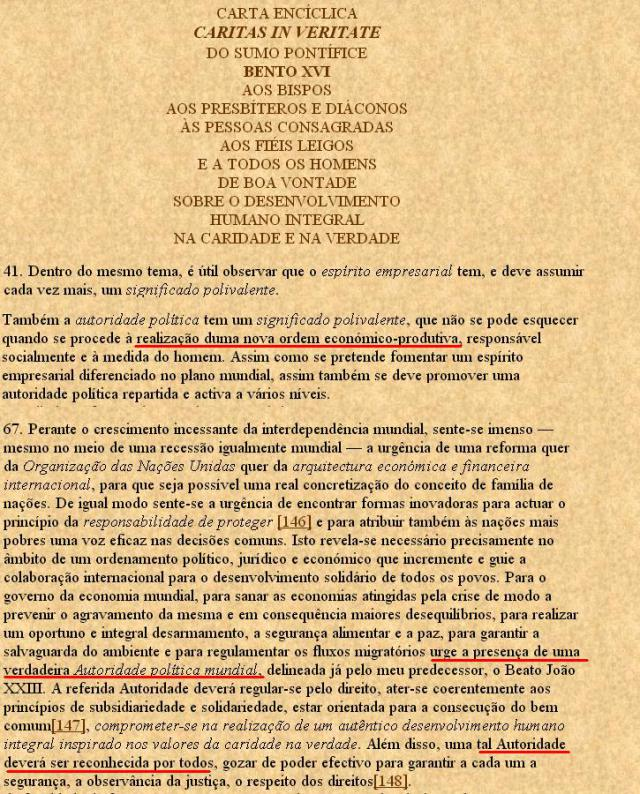 CARTA ENCÍCLICA
CARITAS IN VERITATE
DO SUMO PONTÍFICE
BENTO XVI
AOS BISPOS
AOS PRESBÍTEROS E DIÁCONOS
ÀS PESSOAS CONSAGRADAS
AOS FIÉIS LEIGOS
E A TODOS OS HOMENS
DE BOA VONTADE
SOBRE O DESENVOLVIMENTO
HUMANO INTEGRAL
NA CARIDADE E NA VERDADE
41. Dentro do mesmo tema, é útil observar que o espírito empresarial tem, e deve assumir
cada vez mais, um significado polivalente.
Também a autoridade política tem um significado polivalente, que não se pode esquecer
quando se procede à realização duma nova ordem económico-produtiva, responsável
socialmente e à medida do homem. Assim como se pretende fomentar um espírito
empresarial diferenciado no plano mundial, assim também se deve promover uma
autoridade política repartida e activa a vários níveis.
67. Perante o crescimento incessante da interdependência mundial, sente-se imenso —
mesmo no meio de uma recessão igualmente mundial — a urgência de uma reforma quer
da Organização das Nações Unidas quer da arquitectura económica e financeira
internacional, para que seja possível uma real concretização do conceito de família de
nações. De igual modo sente-se a urgência de encontrar formas inovadoras para actuar o
princípio da responsabilidade de proteger [146] e para atribuir também às nações mais
pobres uma voz eficaz nas decisões comuns. Isto revela-se necessário precisamente no
âmbito de um ordenamento político, jurídico e económico que incremente e guie a
colaboração internacional para o desenvolvimento solidário de todos os povos. Para o
governo da economia mundial, para sanar as economias atingidas pela crise de modo a
prevenir o agravamento da mesma e em consequência maiores desequilíbrios, para realizar
um oportuno e integral desarmamento, a segurança alimentar e a paz, para garantir a
salvaguarda do ambiente e para regulamentar os fluxos migratórios urge a presença de uma
verdadeira Autoridade política mundial, delineada já pelo meu predecessor, o Beato João
XXIII. A referida Autoridade deverá regular-se pelo direito, ater-se coerentemente aos
princípios de subsidiariedade e solidariedade, estar orientada para a consecução do bem
comum[147], comprometer-se na realização de um autêntico desenvolvimento humano
integral inspirado nos valores da caridade na verdade. Além disso, uma tal Autoridade
deverá ser reconhecida por todos, gozar de poder efectivo para garantir a cada um a
segurança, a observância da justiça, o respeito dos direitos[148].